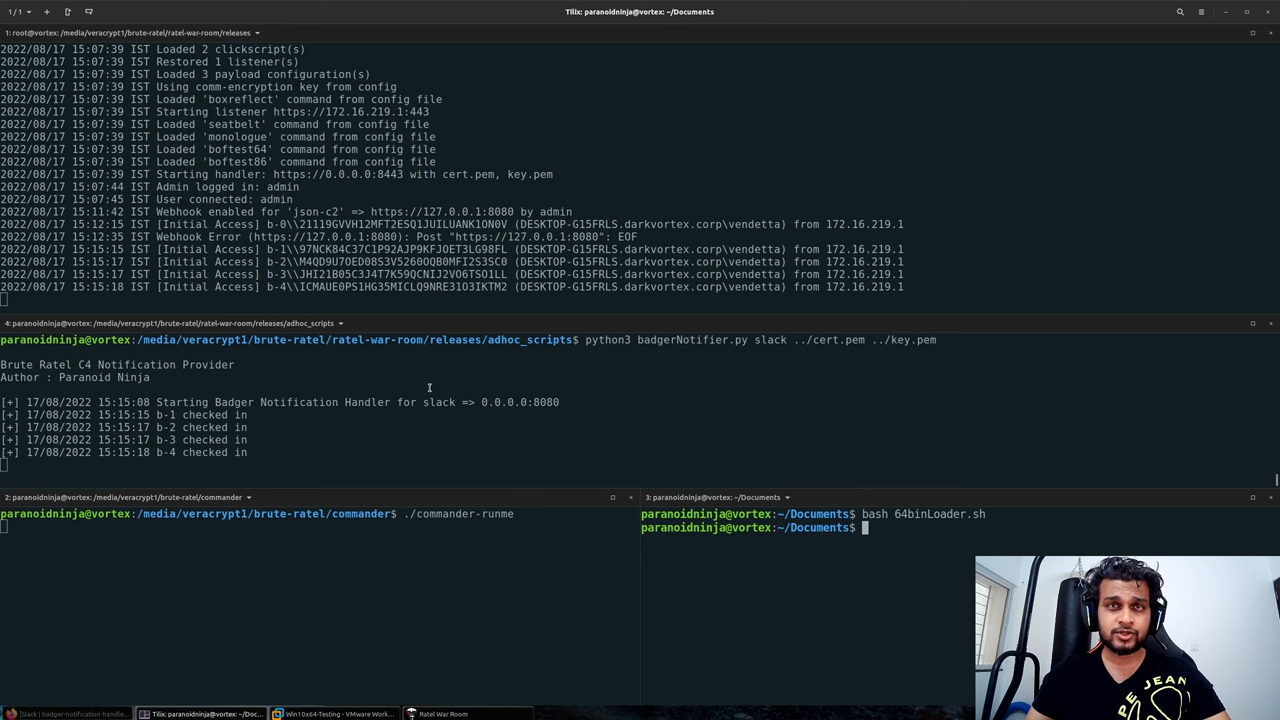 1 / 1
Tilix: paranoidninja@vortex: ~/Documents
1: root@vortex: /media/veracrypt1/brute-ratel/ratel-war-room/releases
2022/08/17 15:07:39 IST Loaded 2 clickscript(s)
2022/08/17 15:07:39 IST Restored 1 listener(s)
2022/08/17 15:07:39 IST Loaded 3 payload configuration(s)
2022/08/17 15:07:39 IST Using comm-encryption key from config
2022/08/17 15:07:39 IST Loaded 'boxreflect' command from config file
2022/08/17 15:07:39 IST Starting listener https://172.16.219.1:443
2022/08/17 15:07:39 IST Loaded 'seatbelt' command from config file
2022/08/17 15:07:39 IST Loaded 'monologue' command from config file
2022/08/17 15:07:39 IST Loaded 'boftest64' command from config file
2022/08/17 15:07:39 IST Loaded 'boftest86' command from config file
2022/08/17 15:07:39 IST Starting handler: https://0.0.0.0:8443 with cert.pem, key.pem
2022/08/17 15:07:44 IST Admin logged in: admin
2022/08/17 15:07:45 IST User connected: admin
2022/08/17 15:11:42 IST Webhook enabled for 'json-c2' => https://127.0.0.1:8080 by admin
2022/08/17 15:12:15 IST [Initial Access] b-0\\21119GVVH12MFT2ESQ1JUILUANK1ON0V (DESKTOP-G15FRLS.darkvortex.corp\vendetta) from 172.16.219.1
2022/08/17 15:12:35 IST Webhook Error (https://127.0.0.1:8080): Post "https://127.0.0.1:8080": EOF
2022/08/17 15:15:15 IST [Initial Access] b-1\\97NCK84C37C1P92AJP9KFJOET3LG98FL (DESKTOP-G15FRLS.darkvortex.corp\vendetta) from 172.16.219.1
2022/08/17 15:15:17 IST [Initial Access] b-2\\M4QD9U7OED08S3V5260OQB0MFI2S3SC0 (DESKTOP-G15FRLS.darkvortex.corp\vendetta) from 172.16.219.1
2022/08/17 15:15:17 IST [Initial Access] b-3\\JHI21B05C3J4T7K59QCNIJ2VO6TSO1LL (DESKTOP-G15FRLS.darkvortex.corp\vendetta) from 172.16.219.1
2022/08/17 15:15:18 IST [Initial Access] b-4\\ICMAUE0PS1HG35MICLQ9NRE31O3IKTM2 (DESKTOP-G15FRLS.darkvortex.corp\vendetta) from 172.16.219.1
4: paranoidninja@vortex: /media/veracrypt1/brute-ratel/ratel-war-room/releases/adhoc_scripts
paranoidninja@vortex:/media/veracrypt1/brute-ratel/ratel-war-room/releases/adhoc_scripts$ python3 badgerNotifier.py slack ../cert.pem ../key.pem
Brute Ratel C4 Notification Provider
Author : Paranoid Ninja
[+] 17/08/2022 15:15:08 Starting Badger Notification Handler for slack => 0.0.0.0:8080
[+] 17/08/2022 15:15:15 b-1 checked in
[+] 17/08/2022 15:15:17 b-2 checked in
[+] 17/08/2022 15:15:17 b-3 checked in
[+] 17/08/2022 15:15:18 b-4 checked in
2: paranoidninja@vortex: /media/veracrypt1/brute-ratel/commander
paranoidninja@vortex:/media/veracrypt1/brute-ratel/commander$ ./commander-runme
3: paranoidninja@vortex: ~/Documents
paranoidninja@vortex:~/Documents$ bash 64binLoader.sh
paranoidninja@vortex:~/Documents$
PE JEAN
[Slack | badger-notification-handle...
Tilix: paranoidninja@vortex: ~/Doc...
Win10x64-Testing - VMware Work...
Ratel War Room